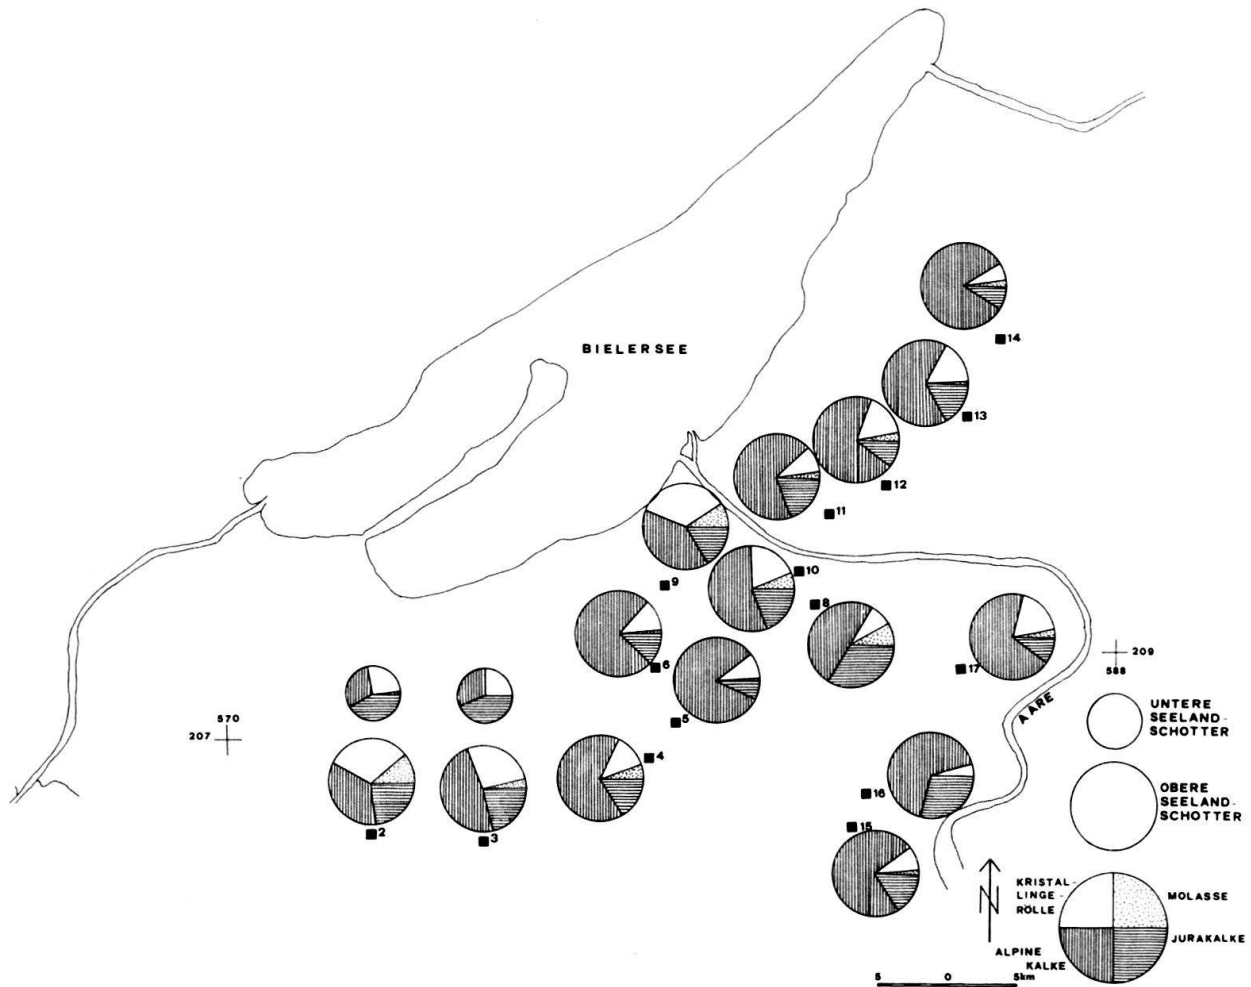 BIELERSEE
14
13
12
11
10
9
8
6
17
209
588
5
570
207
AARE
4
16
15
2
3
UNTERE
SEELAND-
SCHOTTER
OBERE
SEELAND-
SCHOTTER
KRISTAL-
LINGE-
RÖLLE
MOLASSE
N
JURAKALKE
ALPINE
KALKE
5 0 5km